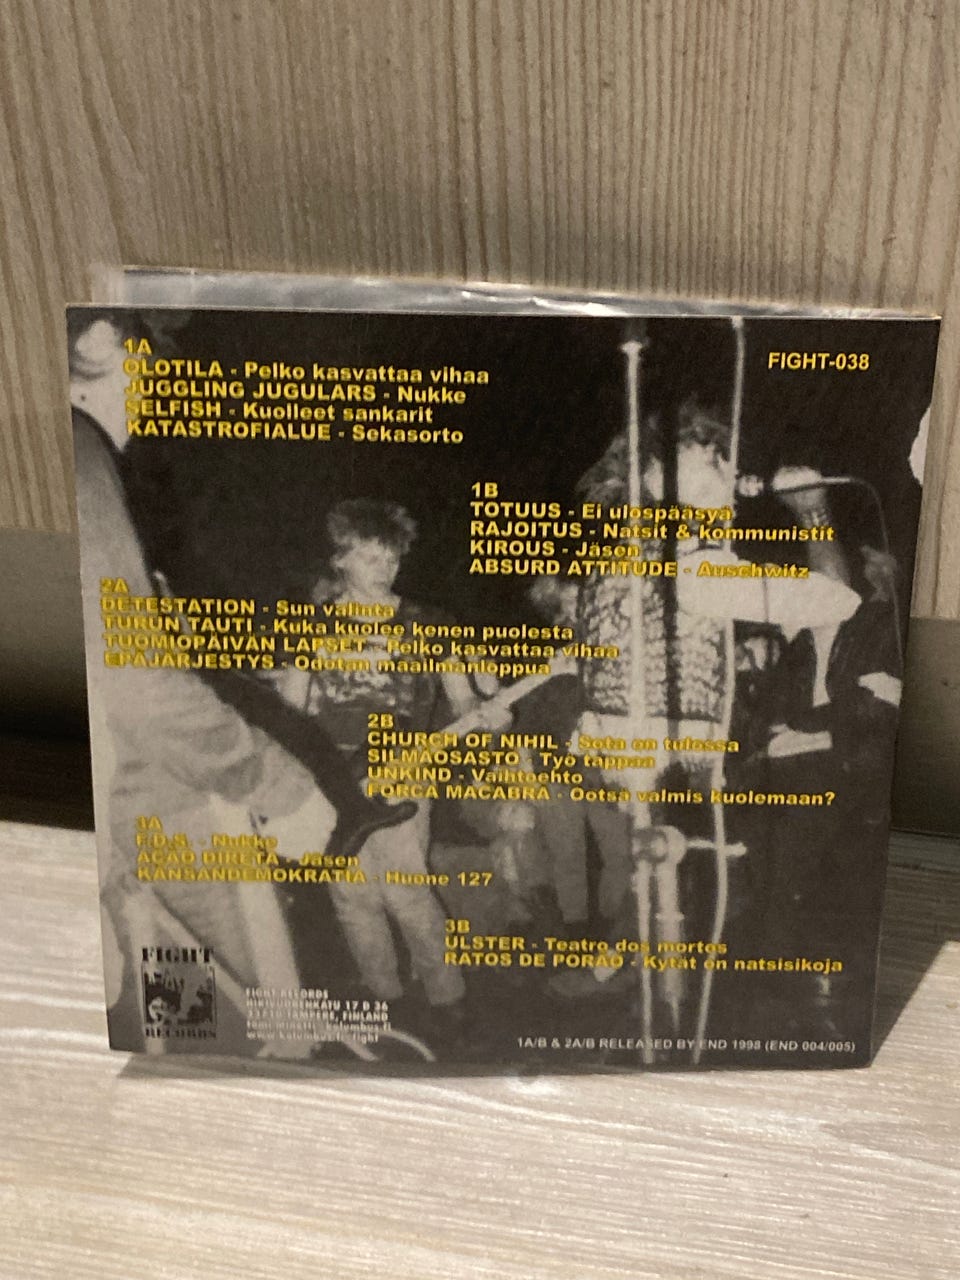 1A
OLOTILA - Pelko kasvattaa vihaa
JUGGLING JUGULARS - Nukke
SELFISH - Kuolleet sankarit
KATASTROFIALUE - Sekasorto
FIGHT-038
1B
TOTUUS - Ei ulospääsyä
RAJOITUS - Natsit & kommunistit
KIROUS - Jäsen
ABSURD ATTITUDE - Auschwitz
2A
DETESTATION - Sun valinta
TURUN TAUTI - Kuka kuolee kenen puolesta
TUOMIOPÄIVÄN LAPSET - Pelko kasvattaa vihaa
EPÄJÄRJESTYS - Odotan maailmanloppua
2B
CHURCH OF NIHIL - Sota on tulossa
SILMÄOSASTO - Työ tappaa
UNKIND - Vaihtoehto
FORCA MACABRA - Ootsä valmis kuolemaan?
3A
F.D.S. - Nukke
ACAO DIRETA - Jäsen
KANSANDEMOKRATIA - Huone 127
3B
ULSTER - Teatro dos mortos
RATOS DE PORAO - Kytät on natsisikoja
FIGHT
RECORDS
FIGHT RECORDS
17 D 36
TAMPERE, FINLAND
1A/B & 2A/B RELEASED BY END 1998 (END 004/005)